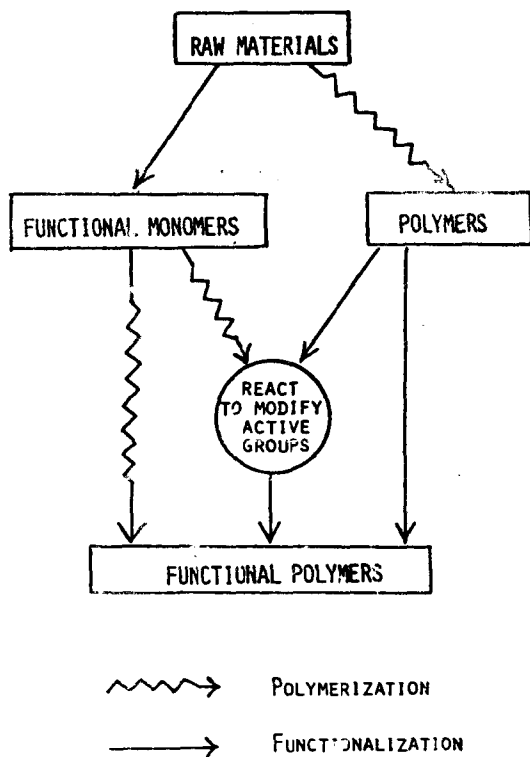 RAW MATERIALS
FUNCTIONAL MONOMERS
POLYMERS
REACT
TO MODIFY
ACTIVE
GROUPS
FUNCTIONAL POLYMERS
POLYMERIZATION
FUNCTIONALIZATION